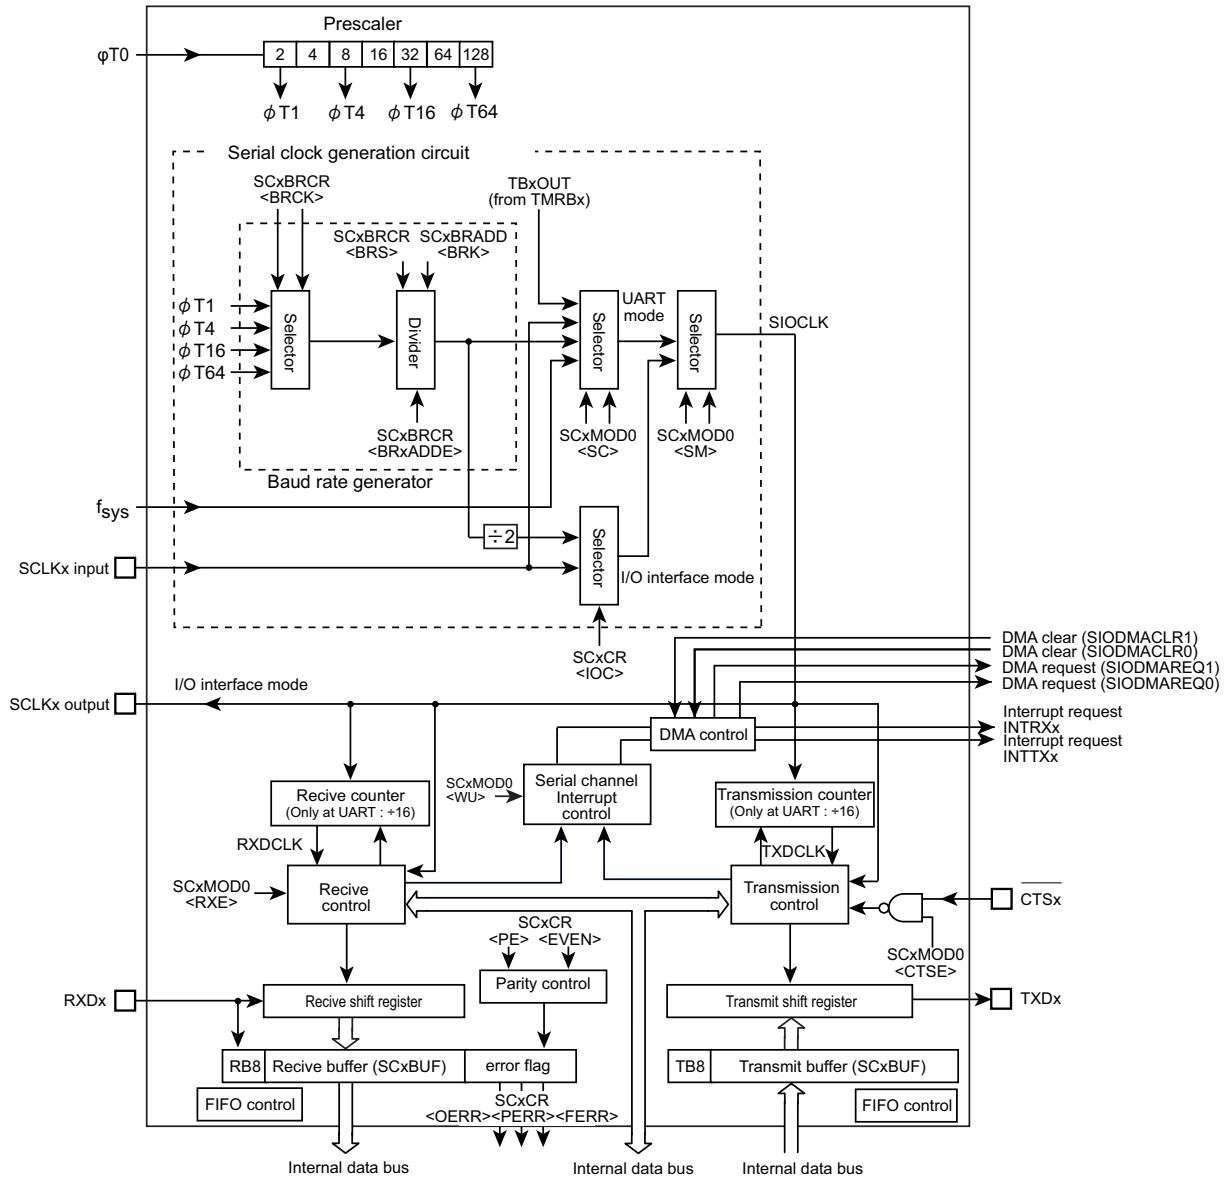 Prescaler
φT0
2 4 8 16 32 64 128
ϕT1 ϕT4 ϕT16 ϕT64
Serial clock generation circuit
SCxBRCR
<BRCK>
TBxOUT
(from TMRBx)
SCxBRCR
<BRS>
SCxBRADD
<BRK>
ϕT1
ϕT4
ϕT16
ϕT64
Selector
Divider
Selector
UART
mode
Selector
SIOCLK
SCxBRCR
<BRxADDE>
SCxMOD0
<SC>
SCxMOD0
<SM>
Baud rate generator
fsys
÷2
Selector
SCLKx input
I/O interface mode
SCxCR
<IOC>
DMA clear (SIODMACLR1)
DMA clear (SIODMACLR0)
DMA request (SIODMAREQ1)
DMA request (SIODMAREQ0)
I/O interface mode
SCLKx output
Interrupt request
INTRXx
Interrupt request
INTTXx
DMA control
SCxMOD0
<WU>
Serial channel
Interrupt
control
Recive counter
(Only at UART : ÷16)
Transmission counter
(Only at UART : ÷16)
RXDCLK
TXDCLK
SCxMOD0
<RXE>
Recive
control
Transmission
control
CTSx
SCxMOD0
<CTSE>
SCxCR
<PE> <EVEN>
Parity control
RXDx
Recive shift register
Transmit shift register
TXDx
RB8 Recive buffer (SCxBUF) error flag
TB8 Transmit buffer (SCxBUF)
FIFO control
SCxCR
<OERR><PERR><FERR>
FIFO control
Internal data bus
Internal data bus
Internal data bus